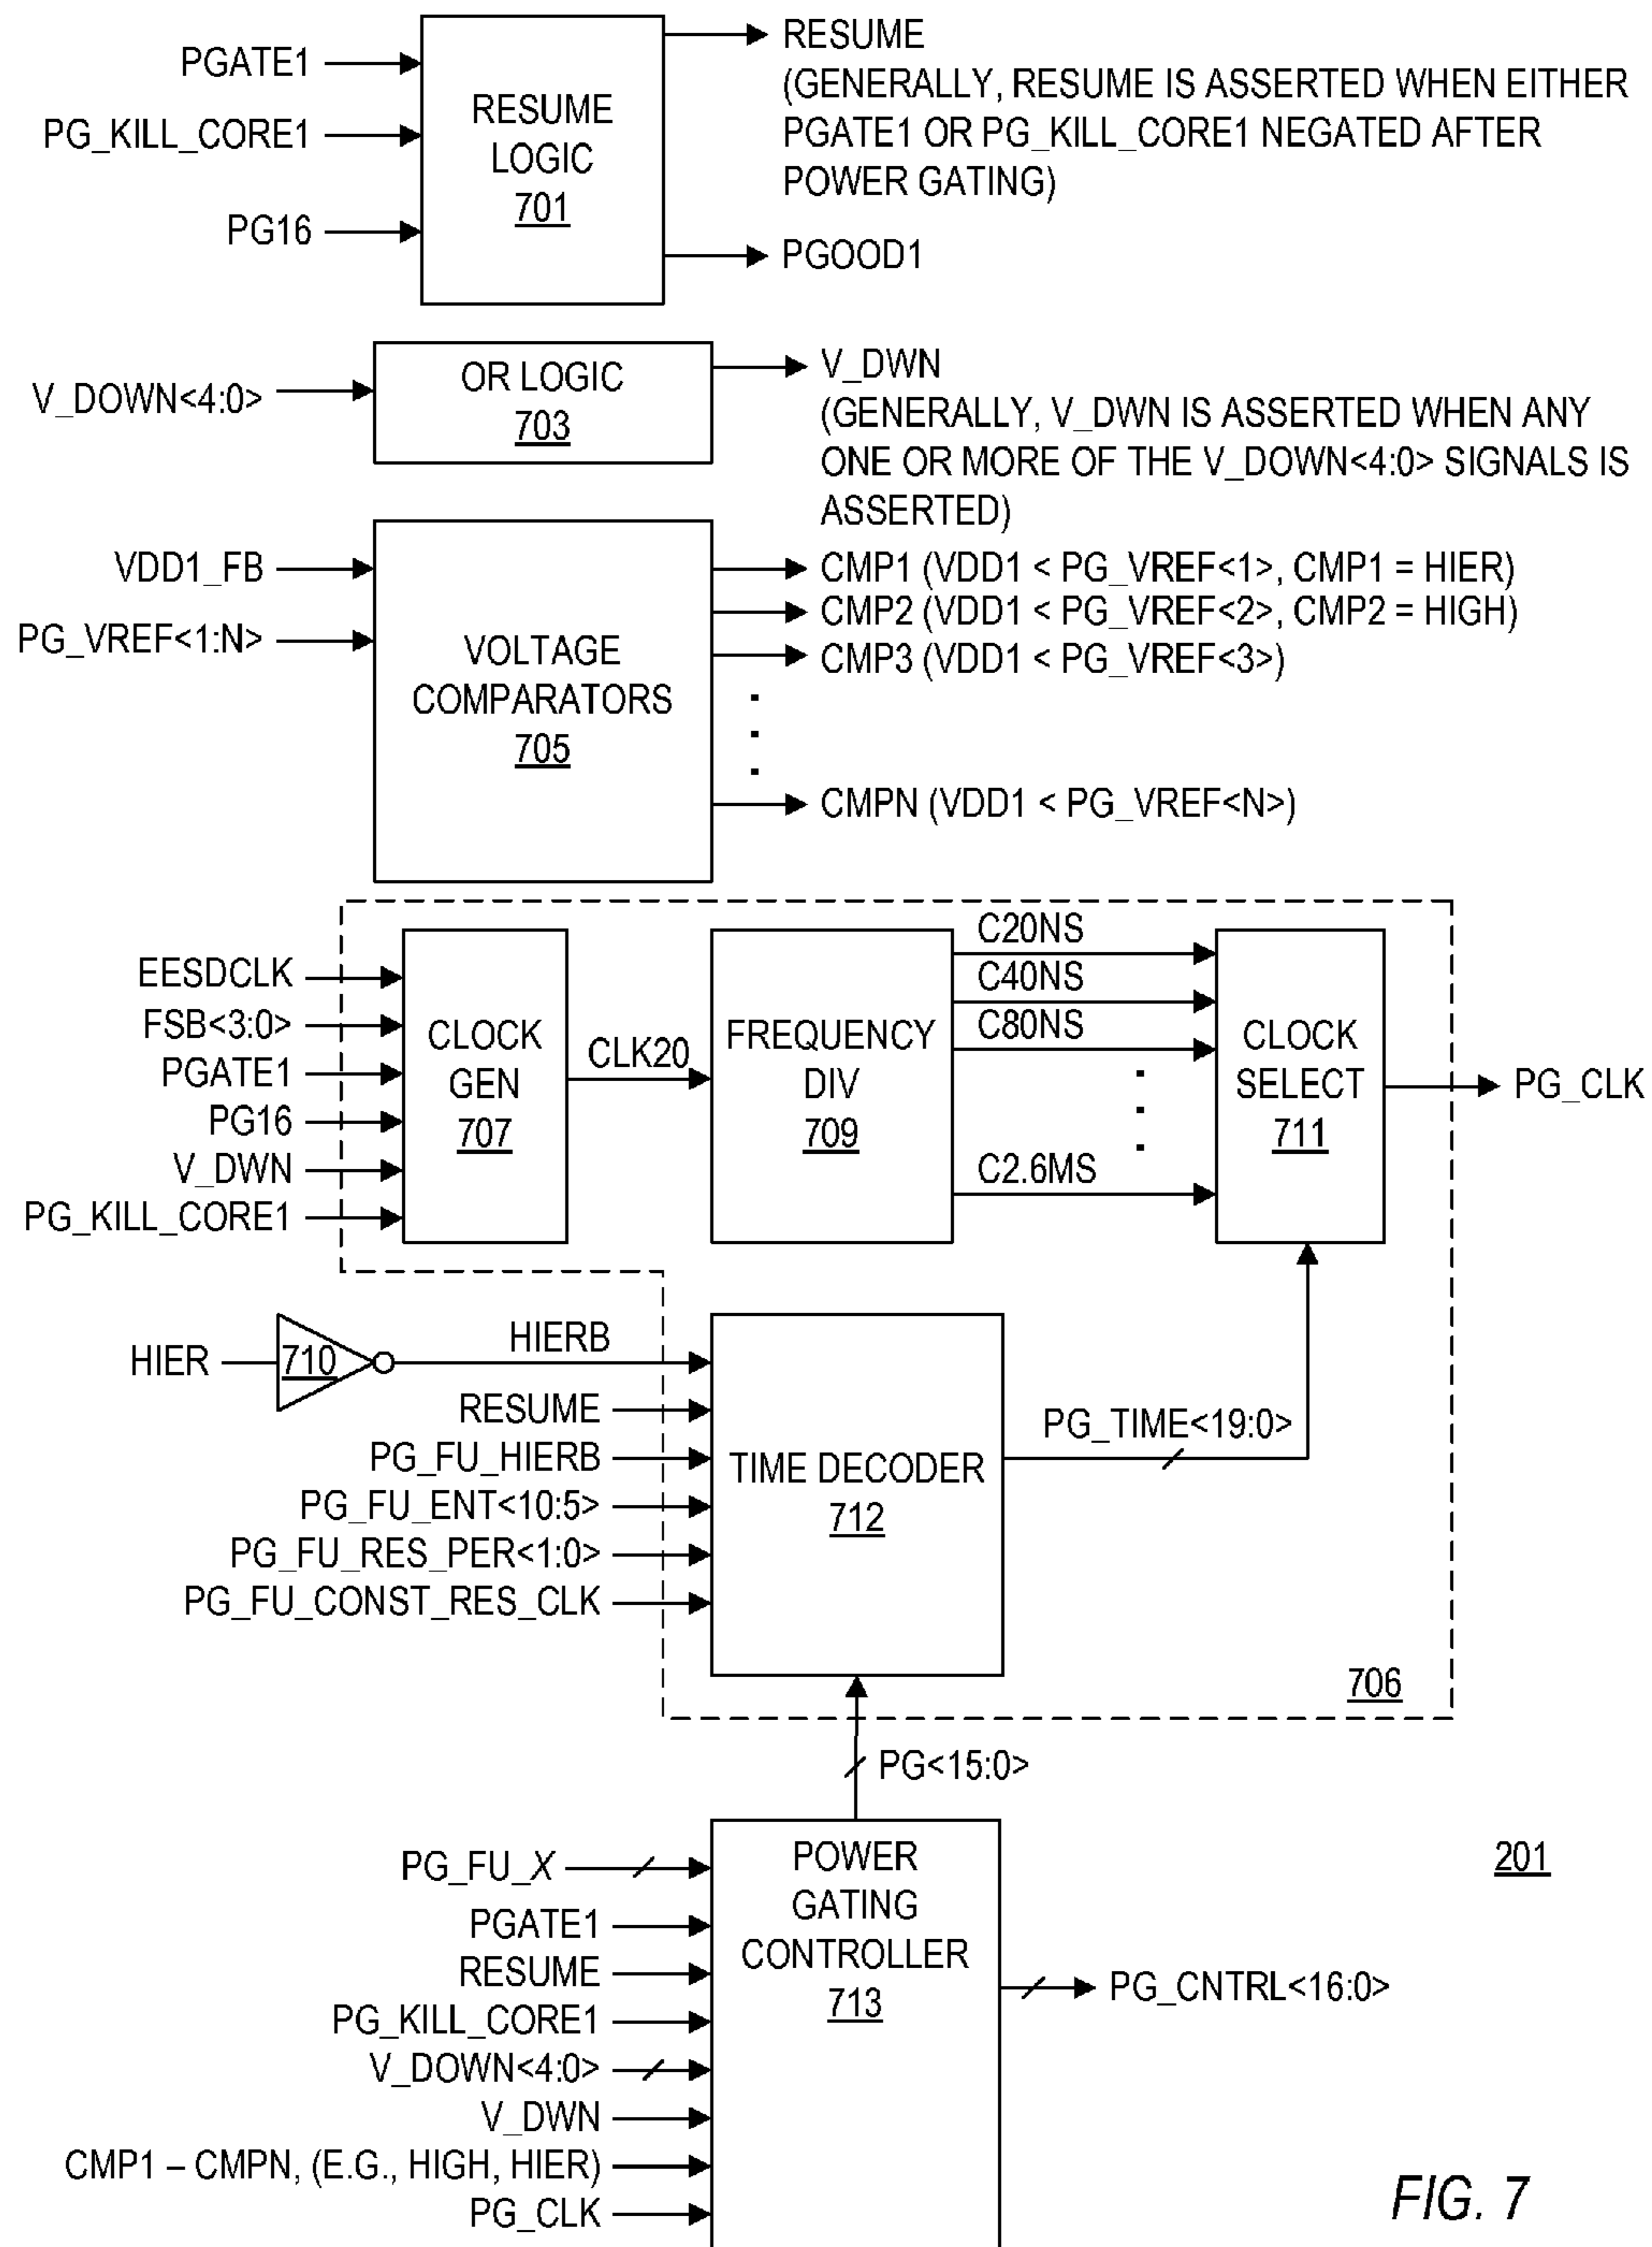 PGATE1
PG_KILL_CORE1
PG16
RESUME
LOGIC
701
RESUME
(GENERALLY, RESUME IS ASSERTED WHEN EITHER
PGATE1 OR PG_KILL_CORE1 NEGATED AFTER
POWER GATING)
PGOOD1
V_DOWN<4:0>
OR LOGIC
703
V_DWN
(GENERALLY, V_DWN IS ASSERTED WHEN ANY
ONE OR MORE OF THE V_DOWN<4:0> SIGNALS IS
ASSERTED)
VDD1_FB
PG_VREF<1:N>
VOLTAGE
COMPARATORS
705
CMP1 (VDD1 < PG_VREF<1>, CMP1 = HIER)
CMP2 (VDD1 < PG_VREF<2>, CMP2 = HIGH)
CMP3 (VDD1 < PG_VREF<3>)
CMPN (VDD1 < PG_VREF<N>)
EESDCLK
FSB<3:0>
PGATE1
PG16
V_DWN
PG_KILL_CORE1
CLOCK
GEN
707
CLK20
FREQUENCY
DIV
709
C20NS
C40NS
C80NS
C2.6MS
CLOCK
SELECT
711
PG_CLK
HIER
710
HIERB
RESUME
PG_FU_HIERB
PG_FU_ENT<10:5>
PG_FU_RES_PER<1:0>
PG_FU_CONST_RES_CLK
TIME DECODER
712
PG_TIME<19:0>
706
PG<15:0>
PG_FU_X
PGATE1
RESUME
PG_KILL_CORE1
V_DOWN<4:0>
V_DWN
CMP1 – CMPN, (E.G., HIGH, HIER)
PG_CLK
POWER
GATING
CONTROLLER
713
PG_CNTRL<16:0>
201
FIG. 7